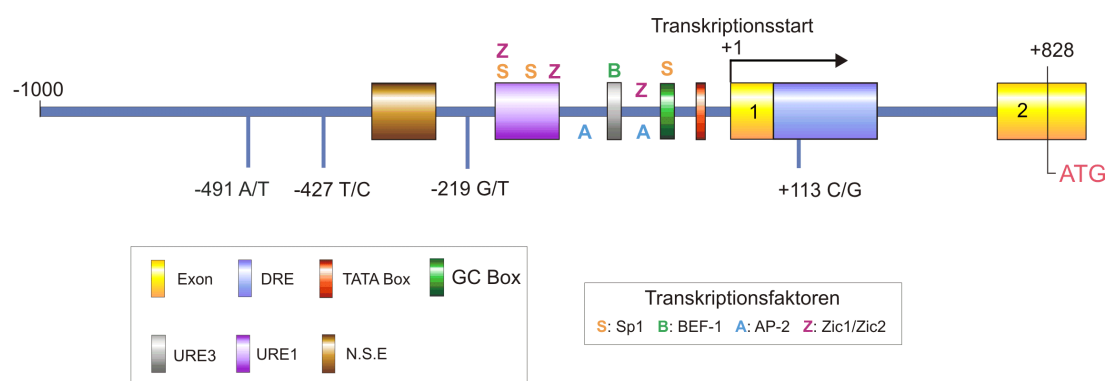 Transkriptionsstart
+1
+828
-1000
Z
S S Z
B
S
Z
A
A
1
2
-491 A/T
-427 T/C
-219 G/T
+113 C/G
ATG
Exon
DRE
TATA Box
GC Box
URE3
URE1
N.S.E
Transkriptionsfaktoren
S: Sp1 B: BEF-1 A: AP-2 Z: Zic1/Zic2